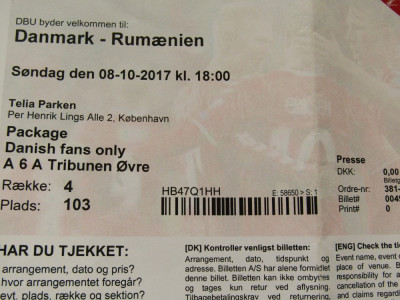 DBU byder velkommen til:
Danmark - Rumænien
Søndag den 08-10-2017 kl. 18:00
Telia Parken
Per Henrik Lings Alle 2, København
Package
Danish fans only
A 6 A Tribunen Øvre
Række: 4
Plads: 103
HB47Q1HH
E: 58650 > S: 1
Presse
DKK: 0,00
Ordre-nr: 381-
Billet#
Print# 0
HAR DU TJEKKET:
arrangement, dato og pris?
hvor arrangementet foregår?
plads, række og sektion?
[DK] Kontroller venligst billetten:
Arrangement, dato, tidspunkt og
adresse. Billetten A/S har alene formidlet
denne billet. Billetten kan ikke ombyttes
og tages kun retur ved aflysning.
Tilbagebetalingskrav ved returnering,
[ENG] Check the
Event name, event
place of venue.
responsibility for
cancellation of the